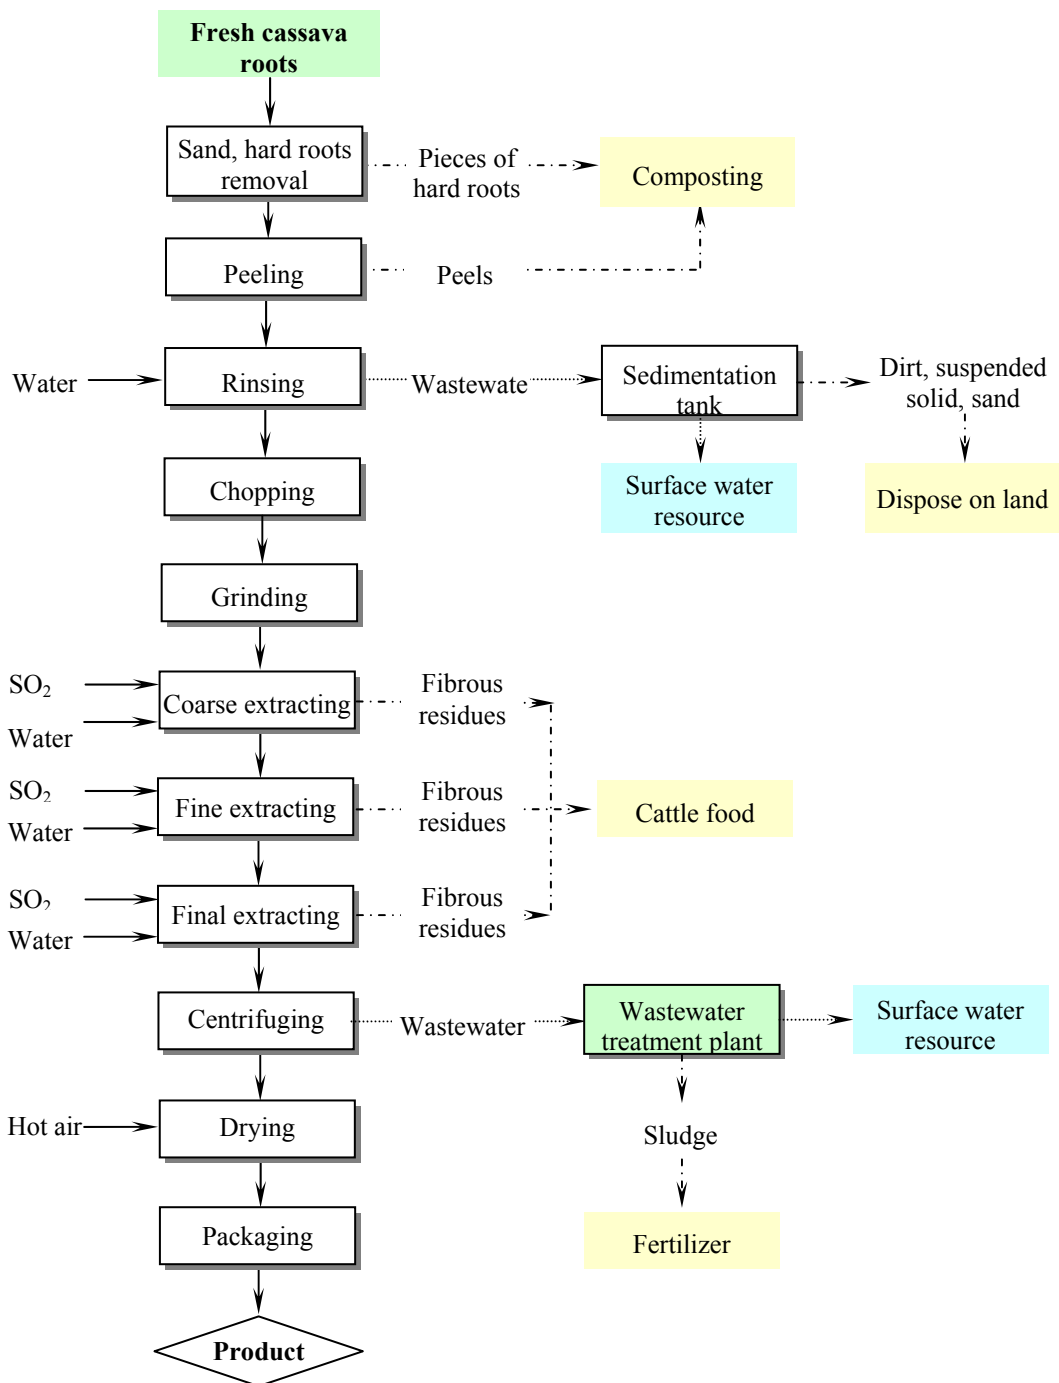 Fresh cassava
roots
Sand, hard roots
removal
Pieces of
hard roots
Composting
Peeling
Peels
Water
Rinsing
Wastewate
Sedimentation
tank
Dirt, suspended
solid, sand
Chopping
Surface water
resource
Dispose on land
Grinding
SO₂
Water
Coarse extracting
Fibrous
residues
SO₂
Water
Fine extracting
Fibrous
residues
Cattle food
SO₂
Water
Final extracting
Fibrous
residues
Centrifuging
Wastewater
Wastewater
treatment plant
Surface water
resource
Hot air
Drying
Sludge
Packaging
Fertilizer
Product